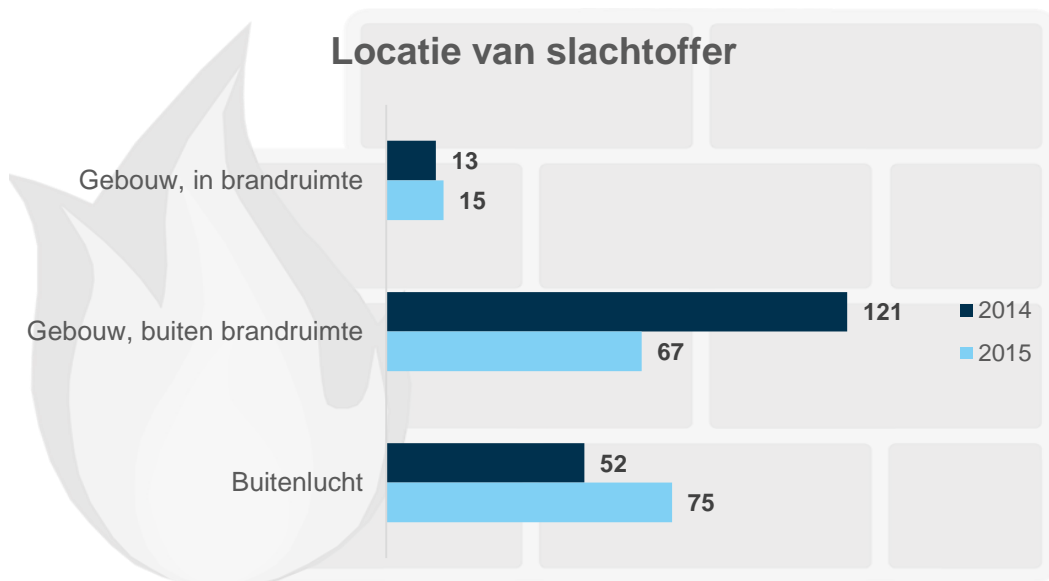 Locatie van slachtoffer
Gebouw, in brandruimte
13
15
Gebouw, buiten brandruimte
121
67
2014
2015
Buitenlucht
52
75